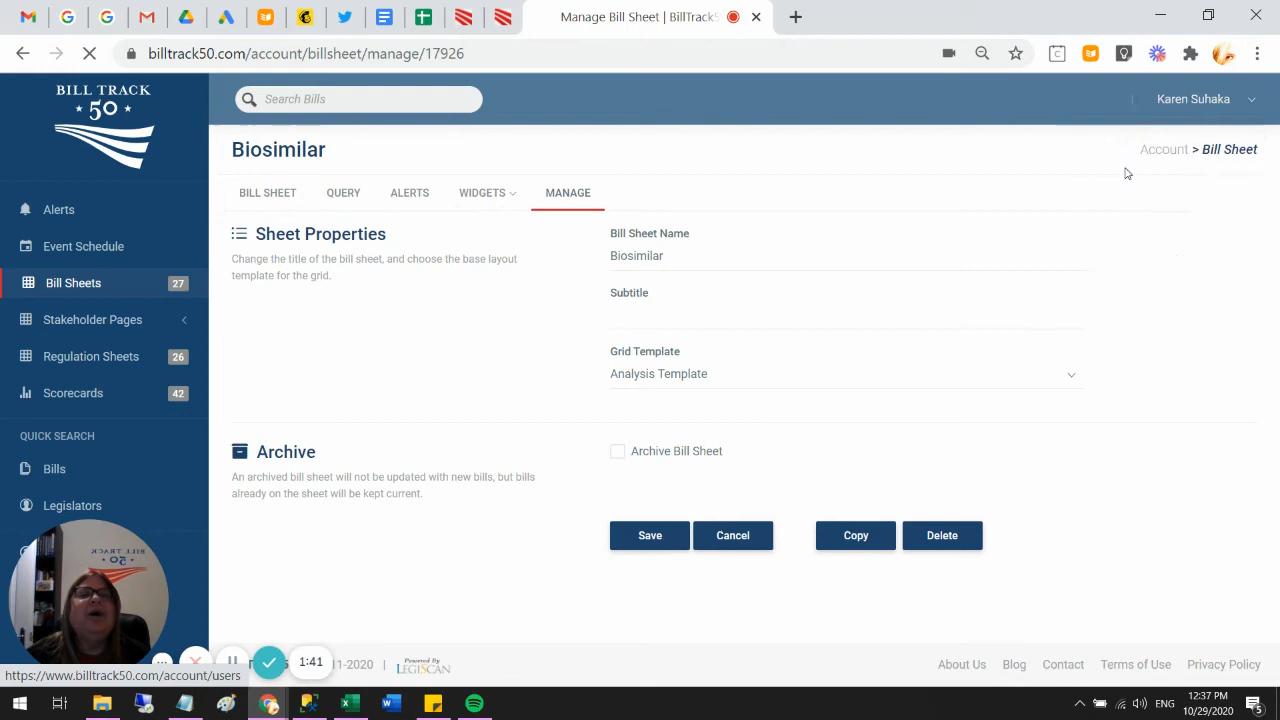 Manage Bill Sheet | BillTrack5
billtrack50.com/account/billsheet/manage/17926
BILL TRACK
50
Search Bills
Karen Suhaka
Biosimilar
Account > Bill Sheet
BILL SHEET
QUERY
ALERTS
WIDGETS
MANAGE
Alerts
Event Schedule
Bill Sheets 27
Stakeholder Pages
Regulation Sheets 26
Scorecards 42
QUICK SEARCH
Bills
Legislators
Sheet Properties
Change the title of the bill sheet, and choose the base layout
template for the grid.
Bill Sheet Name
Biosimilar
Subtitle
Grid Template
Analysis Template
Archive
An archived bill sheet will not be updated with new bills, but bills
already on the sheet will be kept current.
Archive Bill Sheet
Save
Cancel
Copy
Delete
BILL TRACK
50
1:41
11-2020 |
Powered By
LEGISCAN
About Us
Blog
Contact
Terms of Use
Privacy Policy
https://www.billtrack50.com/account/users
12:37 PM
10/29/2020
5